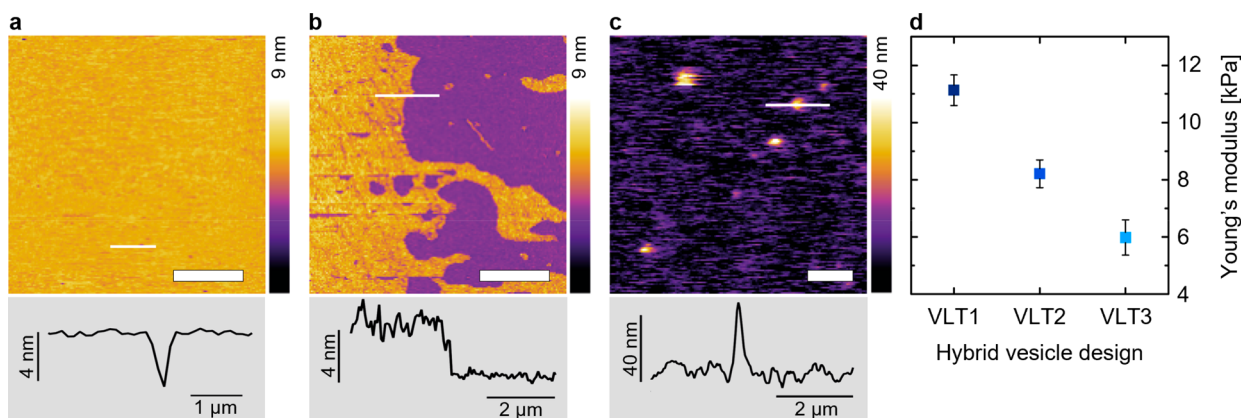 a
9 nm
4 nm
1 µm
b
9 nm
4 nm
2 µm
c
40 nm
40 nm
2 µm
d
12
10
8
6
4
Young's modulus [kPa]
VLT1 VLT2 VLT3
Hybrid vesicle design